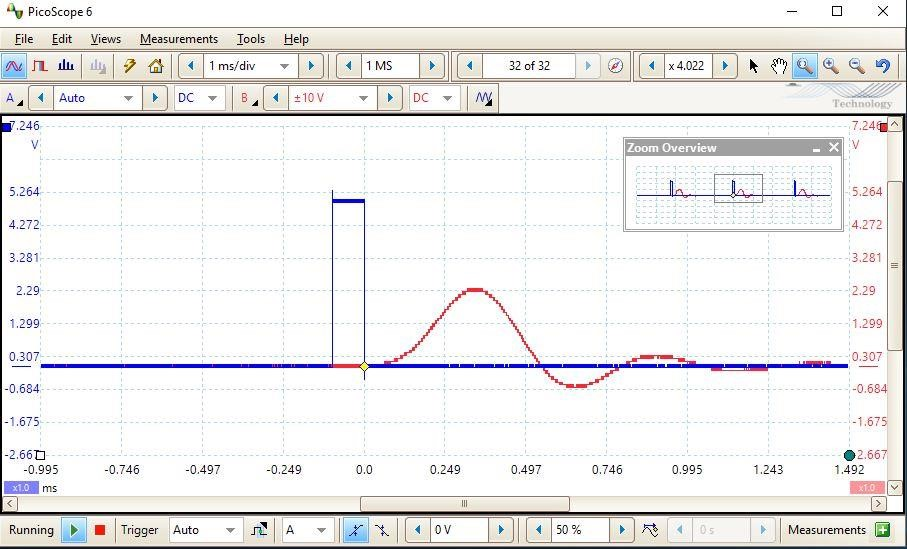 PicoScope 6
File Edit Views Measurements Tools Help
1 ms/div 1 MS 32 of 32 x 4.022
A Auto DC B ±10 V DC
Technology
7.246 7.246
V V
Zoom Overview
5.264 5.264
4.272 4.272
3.281 3.281
2.29 2.29
1.299 1.299
0.307 0.307
-0.684 -0.684
-1.675 -1.675
-2.667 -2.667
-0.995 -0.746 -0.497 -0.249 0.0 0.249 0.497 0.746 0.995 1.243 1.492
x1.0 ms x1.0
Running Trigger Auto A 0 V 50 % 0 s Measurements